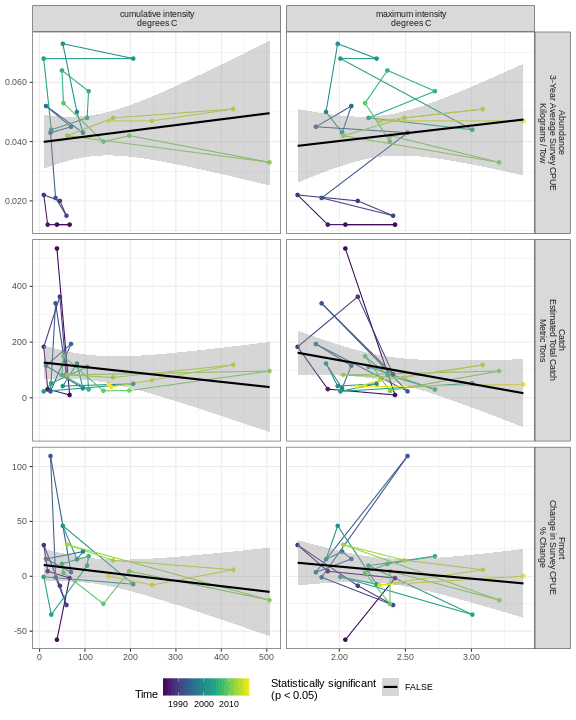 cumulative intensity
degrees C
maximum intensity
degrees C
0.060
0.040
0.020
Abundance
3-Year Average Survey CPUE
Kilograms / Tow
400
200
0
Catch
Estimated Total Catch
Metric Tons
100
50
0
-50
Fmort
Change in Survey CPUE
% Change
0
100
200
300
400
500
2.00
2.50
3.00
Time
1990 2000 2010
Statistically significant
(p < 0.05)
FALSE